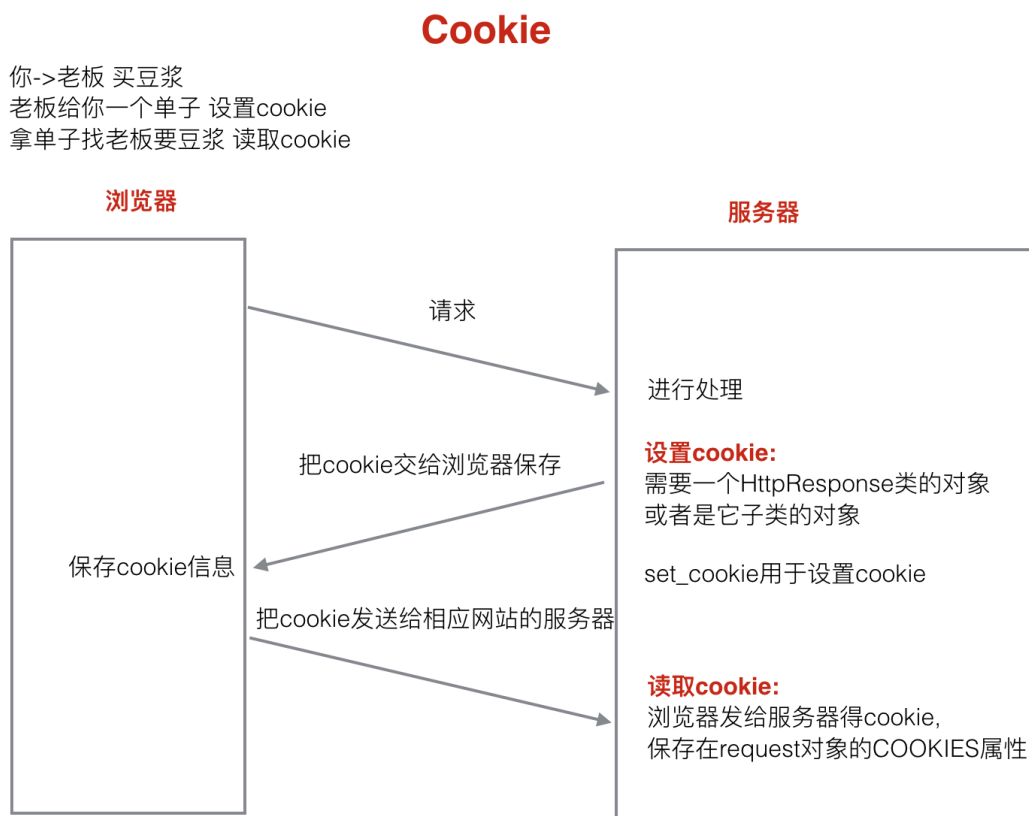 Cookie
你->老板 买豆浆
老板给你一个单子 设置cookie
拿单子找老板要豆浆 读取cookie
浏览器
服务器
请求
进行处理
把cookie交给浏览器保存
设置cookie:
需要一个HttpResponse类的对象
或者是它子类的对象
保存cookie信息
set_cookie用于设置cookie
把cookie发送给相应网站的服务器
读取cookie:
浏览器发给服务器得cookie,
保存在request对象的COOKIES属性